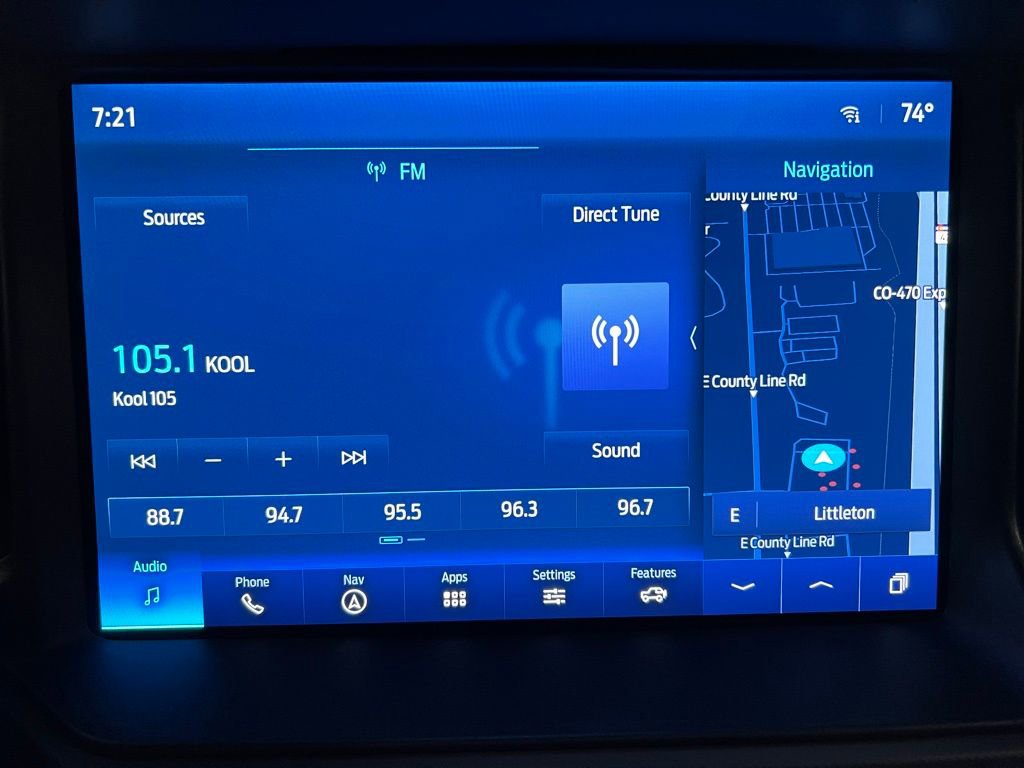 7:21
74°
FM
Navigation
Sources
Direct Tune
County Line Rd
r
CO-470 Exp
105.1 KOOL
Kool 105
E County Line Rd
Sound
88.7 94.7 95.5 96.3 96.7
E Littleton
E County Line Rd
Audio
Phone
Nav
Apps
Settings
Features